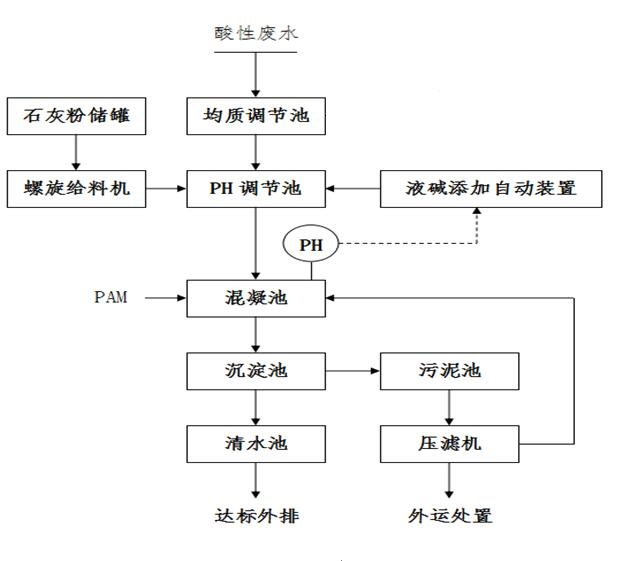 酸性废水
石灰粉储罐
均质调节池
螺旋给料机
PH调节池
液碱添加自动装置
PH
PAM
混凝池
沉淀池
污泥池
清水池
压滤机
达标外排
外运处置